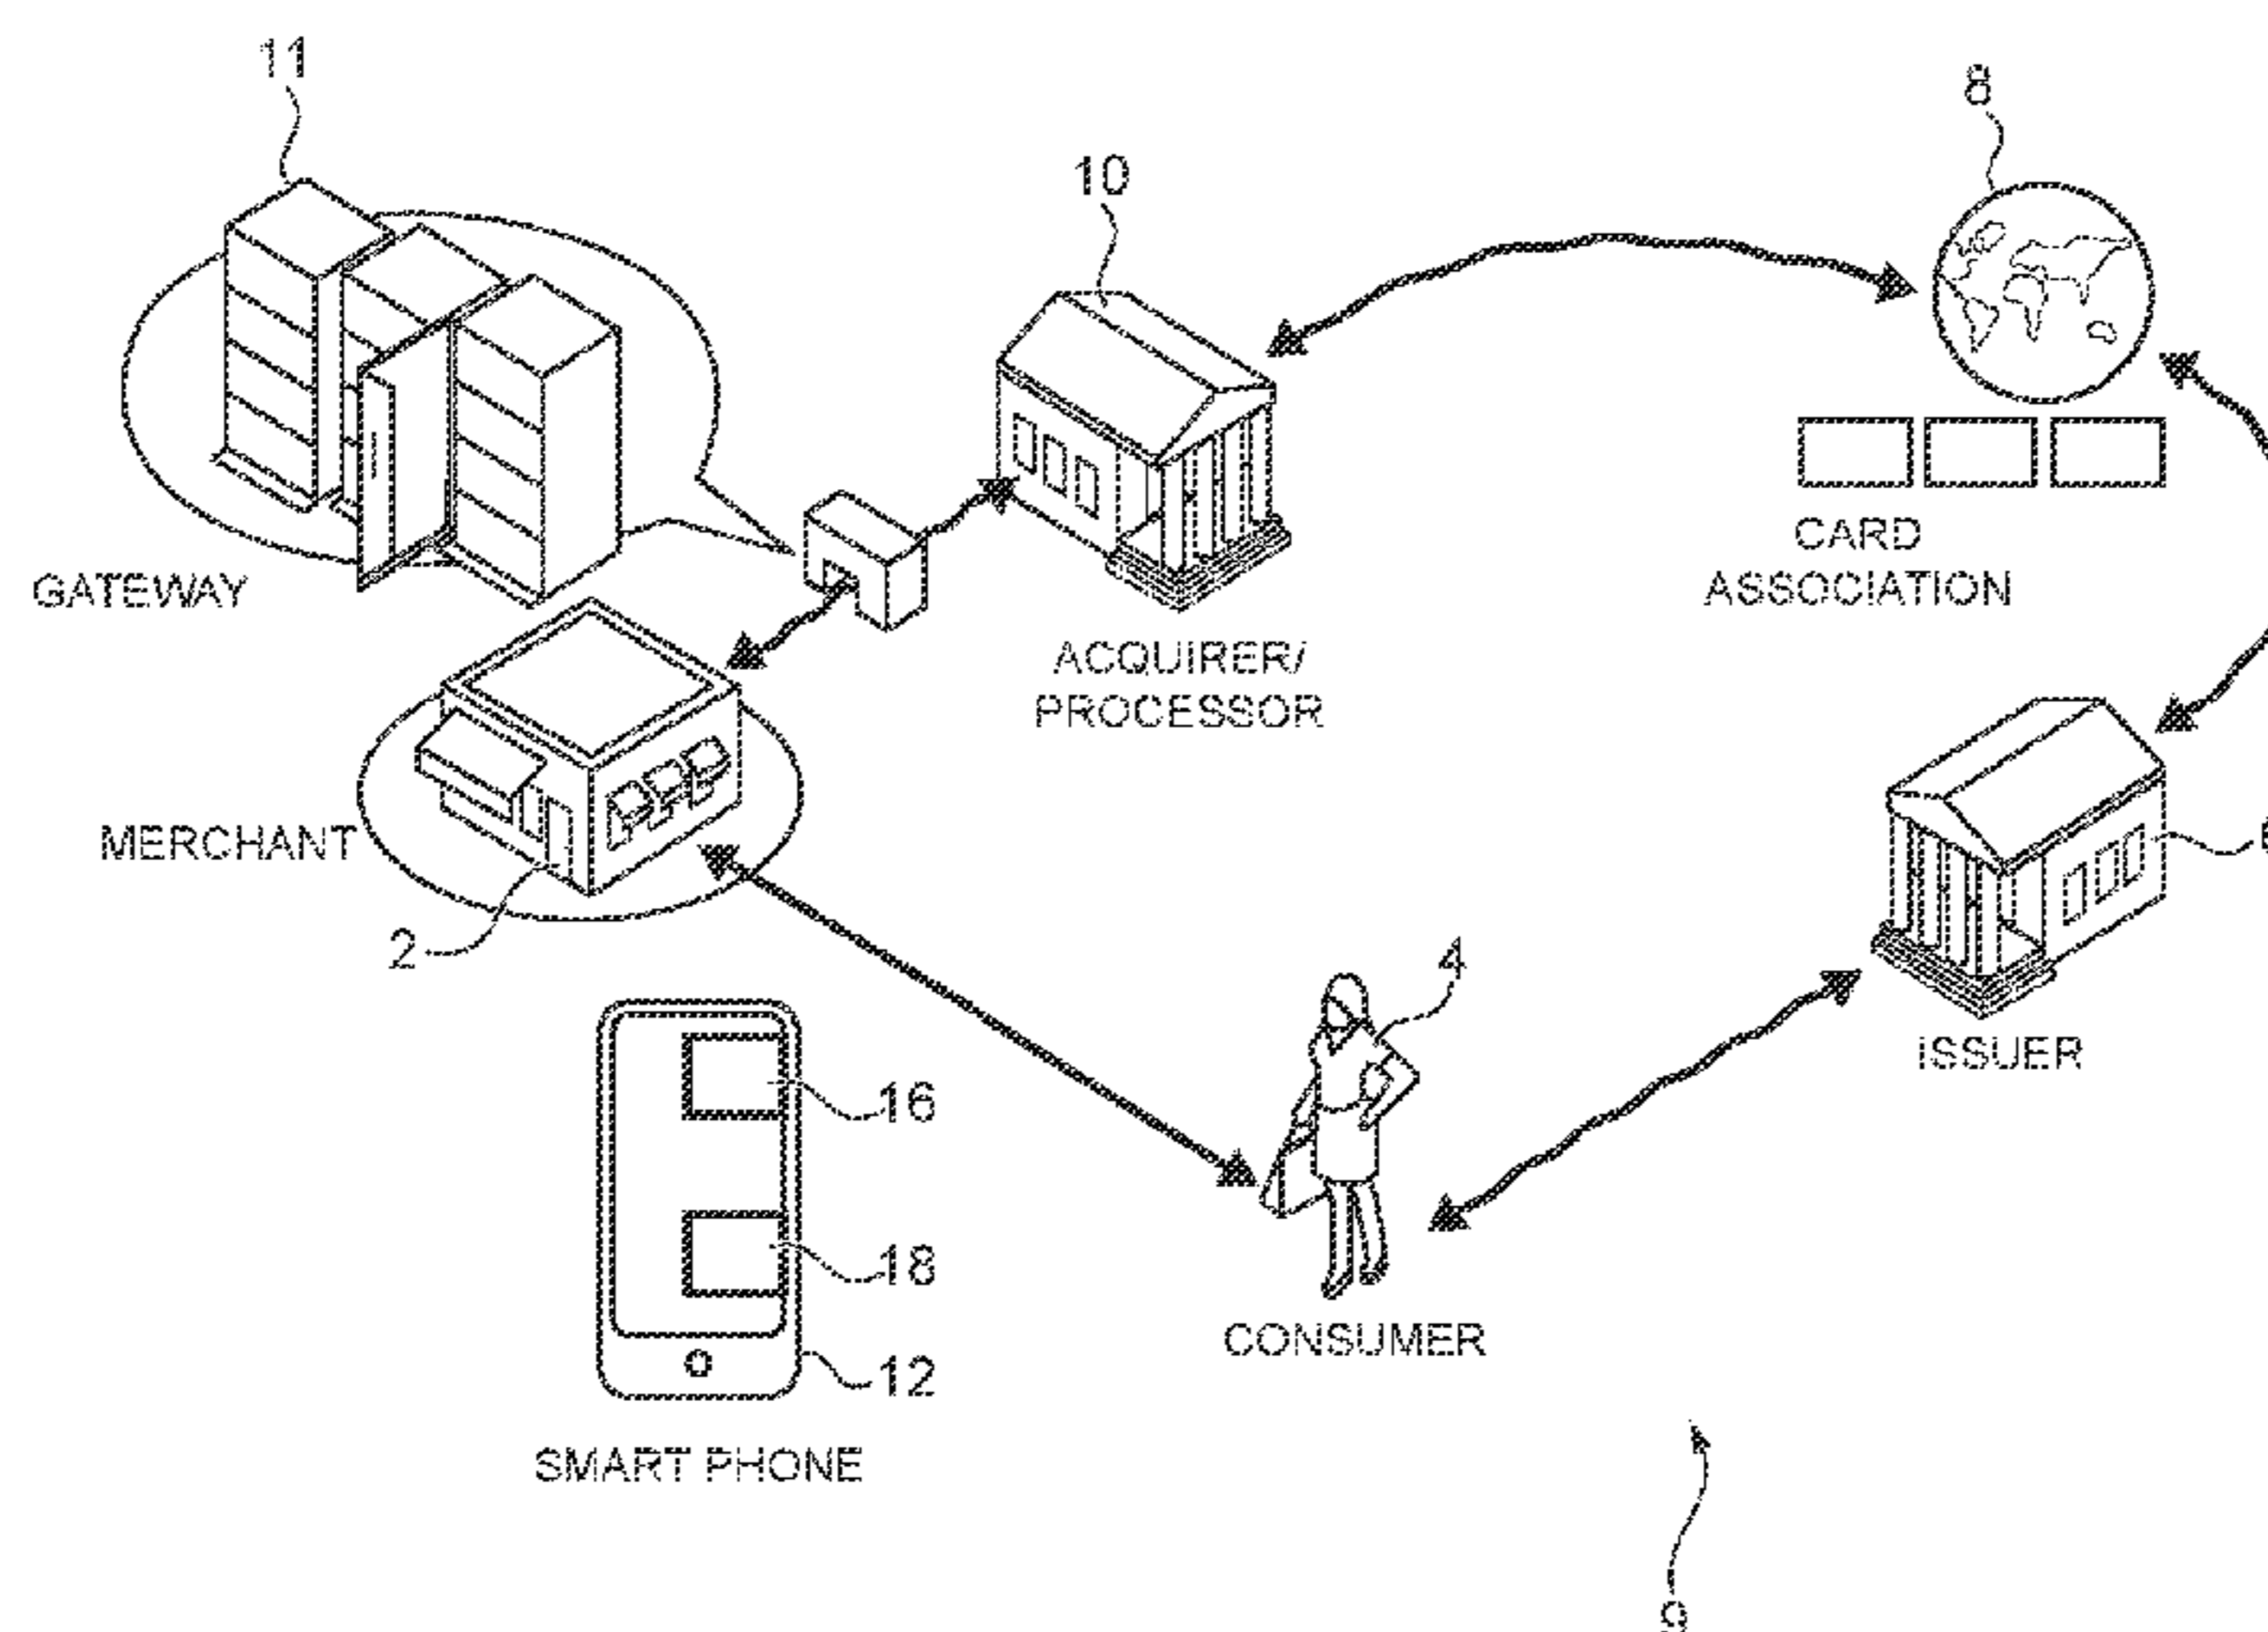 11
8
10
GATEWAY
CARD
ASSOCIATION
ACQUIRER/
PROCESSOR
MERCHANT
2
4
ISSUER
16
18
CONSUMER
12
SMART PHONE
9